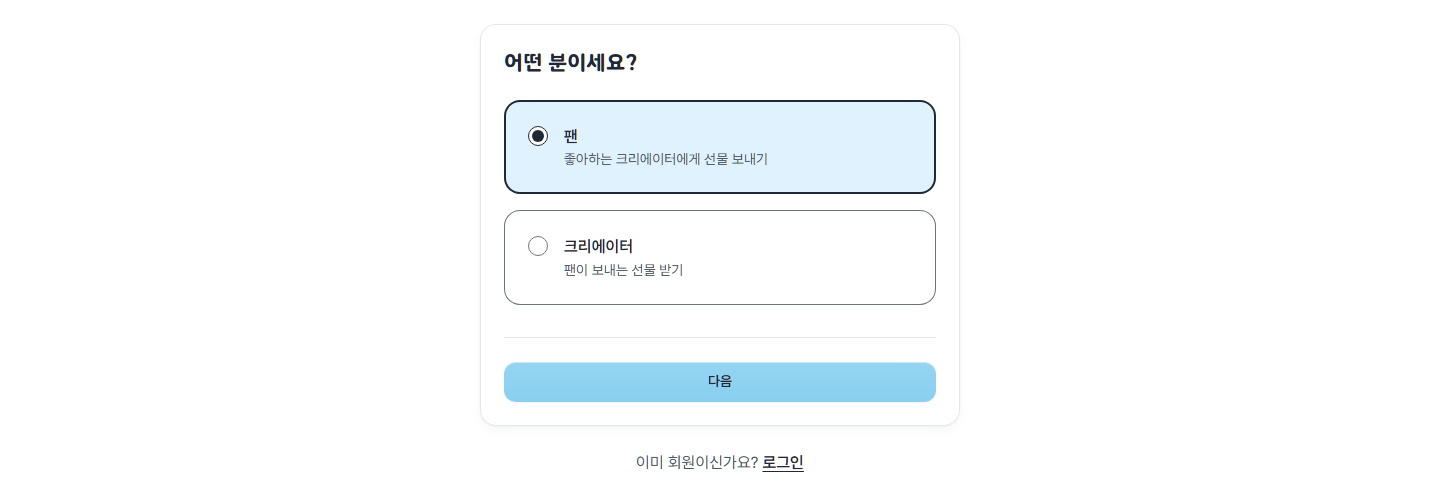 어떤 분이세요?
팬
좋아하는 크리에이터에게 선물 보내기
크리에이터
팬이 보내는 선물 받기
다음
이미 회원이신가요? 로그인